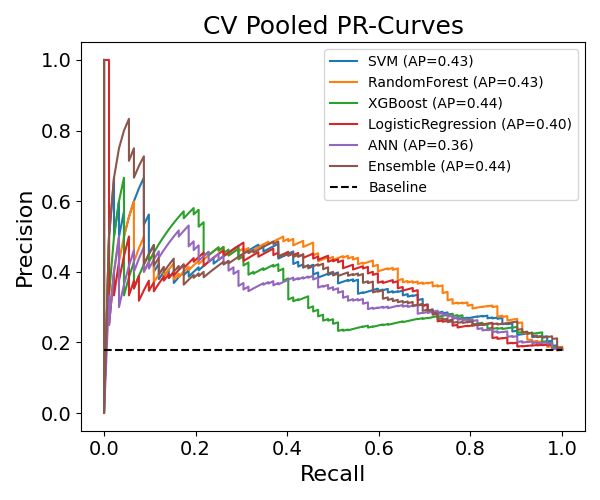 CV Pooled PR-Curves
SVM (AP=0.43)
RandomForest (AP=0.43)
XGBoost (AP=0.44)
LogisticRegression (AP=0.40)
ANN (AP=0.36)
Ensemble (AP=0.44)
Baseline
Precision
1.0
0.8
0.6
0.4
0.2
0.0
0.0 0.2 0.4 0.6 0.8 1.0
Recall